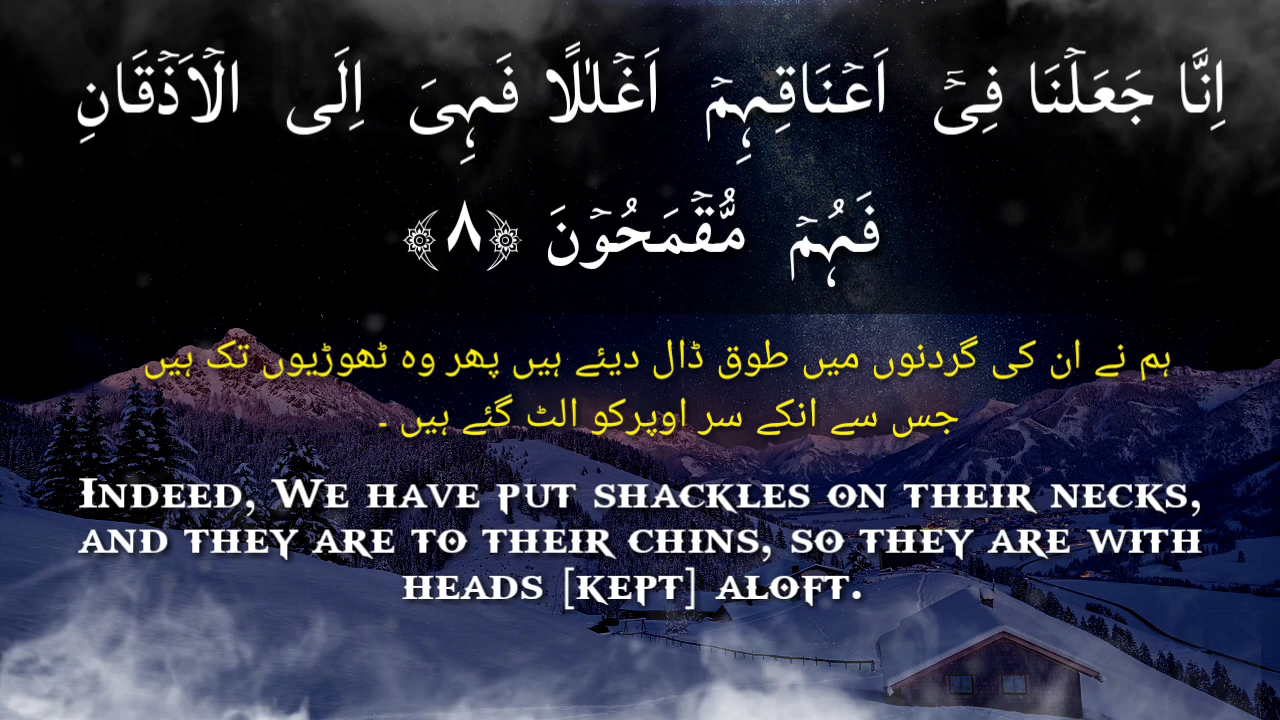 اِنَّا جَعَلۡنَا فِىۡۤ اَعۡنَاقِهِمۡ اَغۡلٰلًا فَهِىَ اِلَى الۡاَذۡقَانِ
فَهُمۡ مُّقۡمَحُوۡنَ ﴿۸﴾
ہم نے ان کی گردنوں میں طوق ڈال دیئے ہیں پھر وہ ٹھوڑیوں تک ہیں
جس سے انکے سر اوپرکو الٹ گئے ہیں ۔
Indeed, We have put shackles on their necks,
and they are to their chins, so they are with
heads [kept] aloft.